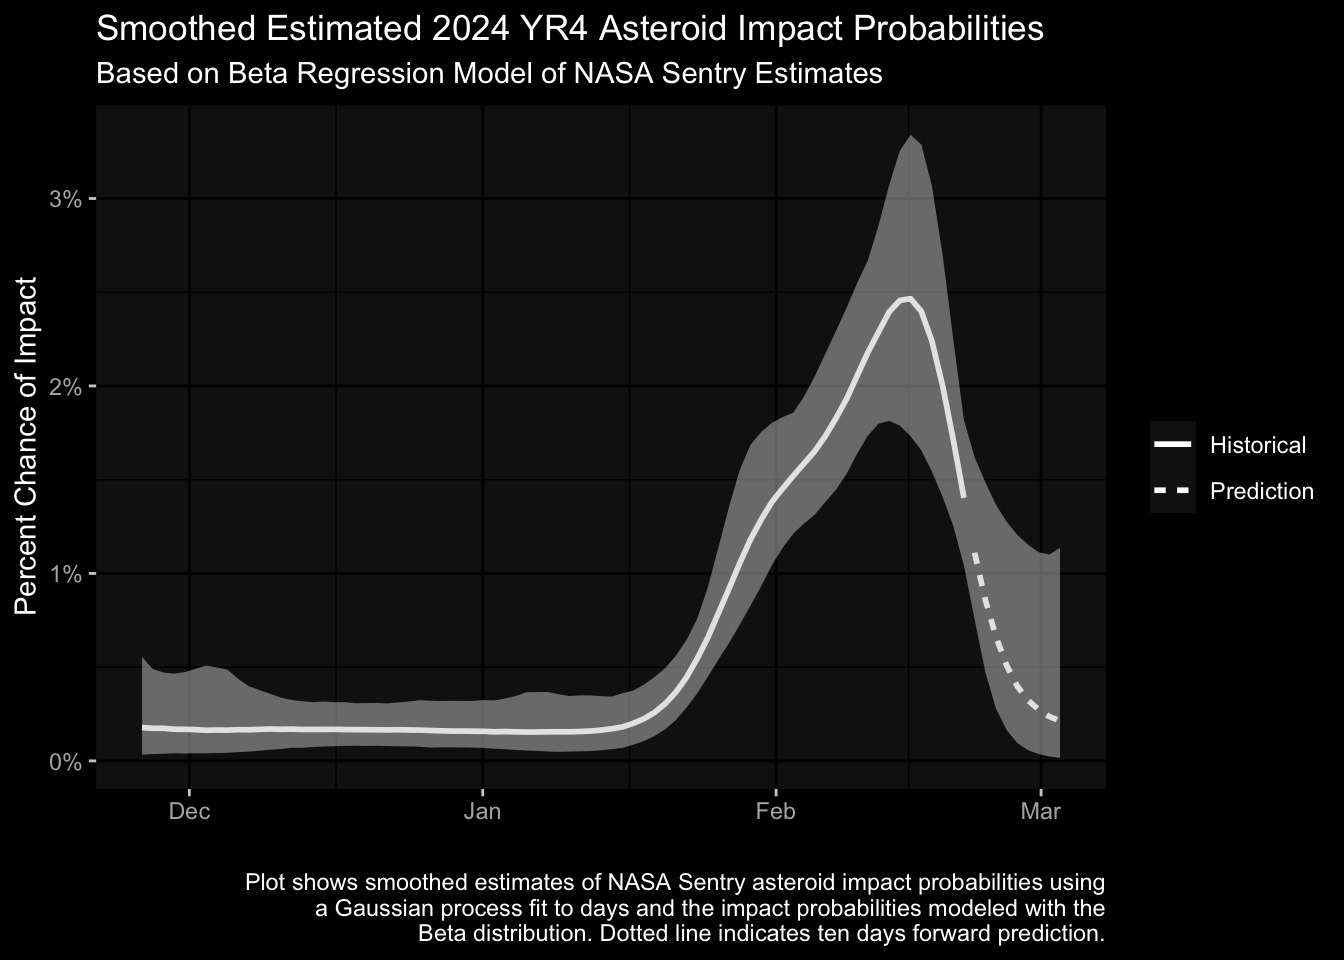 Smoothed Estimated 2024 YR4 Asteroid Impact Probabilities
Based on Beta Regression Model of NASA Sentry Estimates
Percent Chance of Impact
3%
2%
1%
0%
Dec
Jan
Feb
Mar
Historical
Prediction
Plot shows smoothed estimates of NASA Sentry asteroid impact probabilities using
a Gaussian process fit to days and the impact probabilities modeled with the
Beta distribution. Dotted line indicates ten days forward prediction.